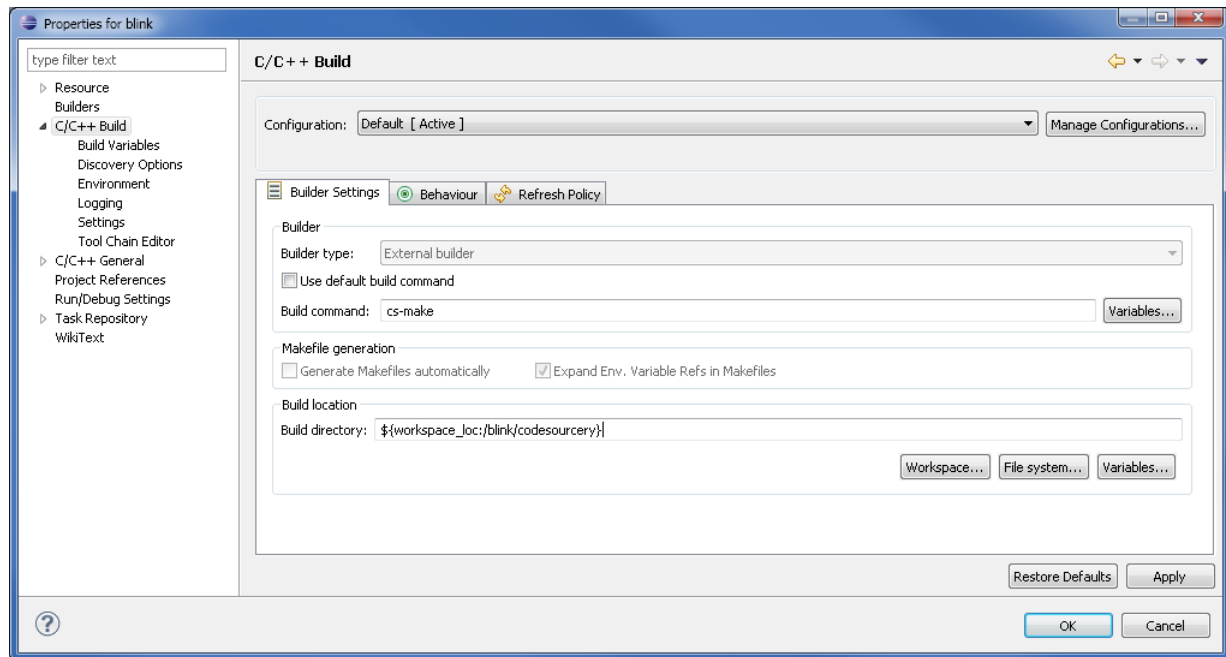 Properties for blink
type filter text
Resource
Builders
C/C++ Build
Build Variables
Discovery Options
Environment
Logging
Settings
Tool Chain Editor
C/C++ General
Project References
Run/Debug Settings
Task Repository
WikiText
C/C++ Build
Configuration: Default [ Active ] Manage Configurations...
Builder Settings Behaviour Refresh Policy
Builder
Builder type: External builder
Use default build command
Build command: cs-make Variables...
Makefile generation
Generate Makefiles automatically Expand Env. Variable Refs in Makefiles
Build location
Build directory: ${workspace_loc:/blink/codesourcery}
Workspace... File system... Variables...
Restore Defaults Apply
? OK Cancel